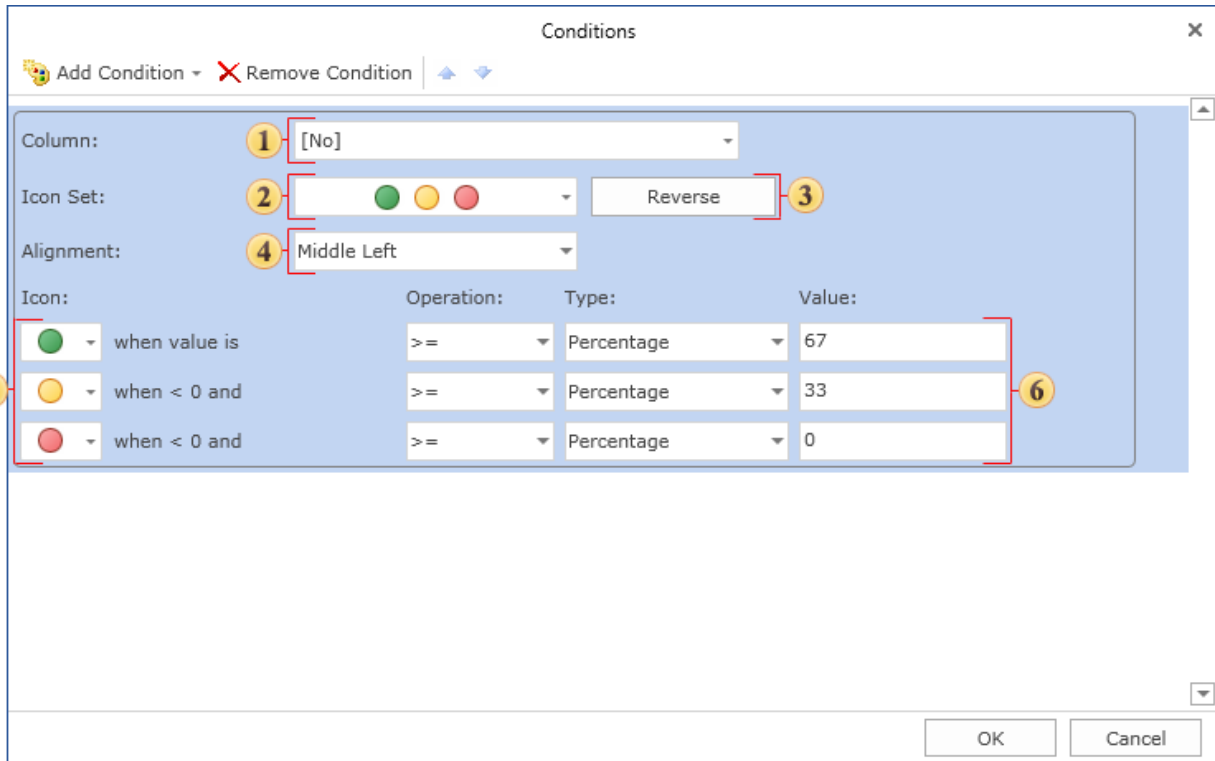 Conditions
Add Condition Remove Condition
Column: 1 [No]
Icon Set: 2 Reverse 3
Alignment: 4 Middle Left
Icon: Operation: Type: Value:
when value is >= Percentage 67
when < 0 and >= Percentage 33 6
when < 0 and >= Percentage 0
OK Cancel